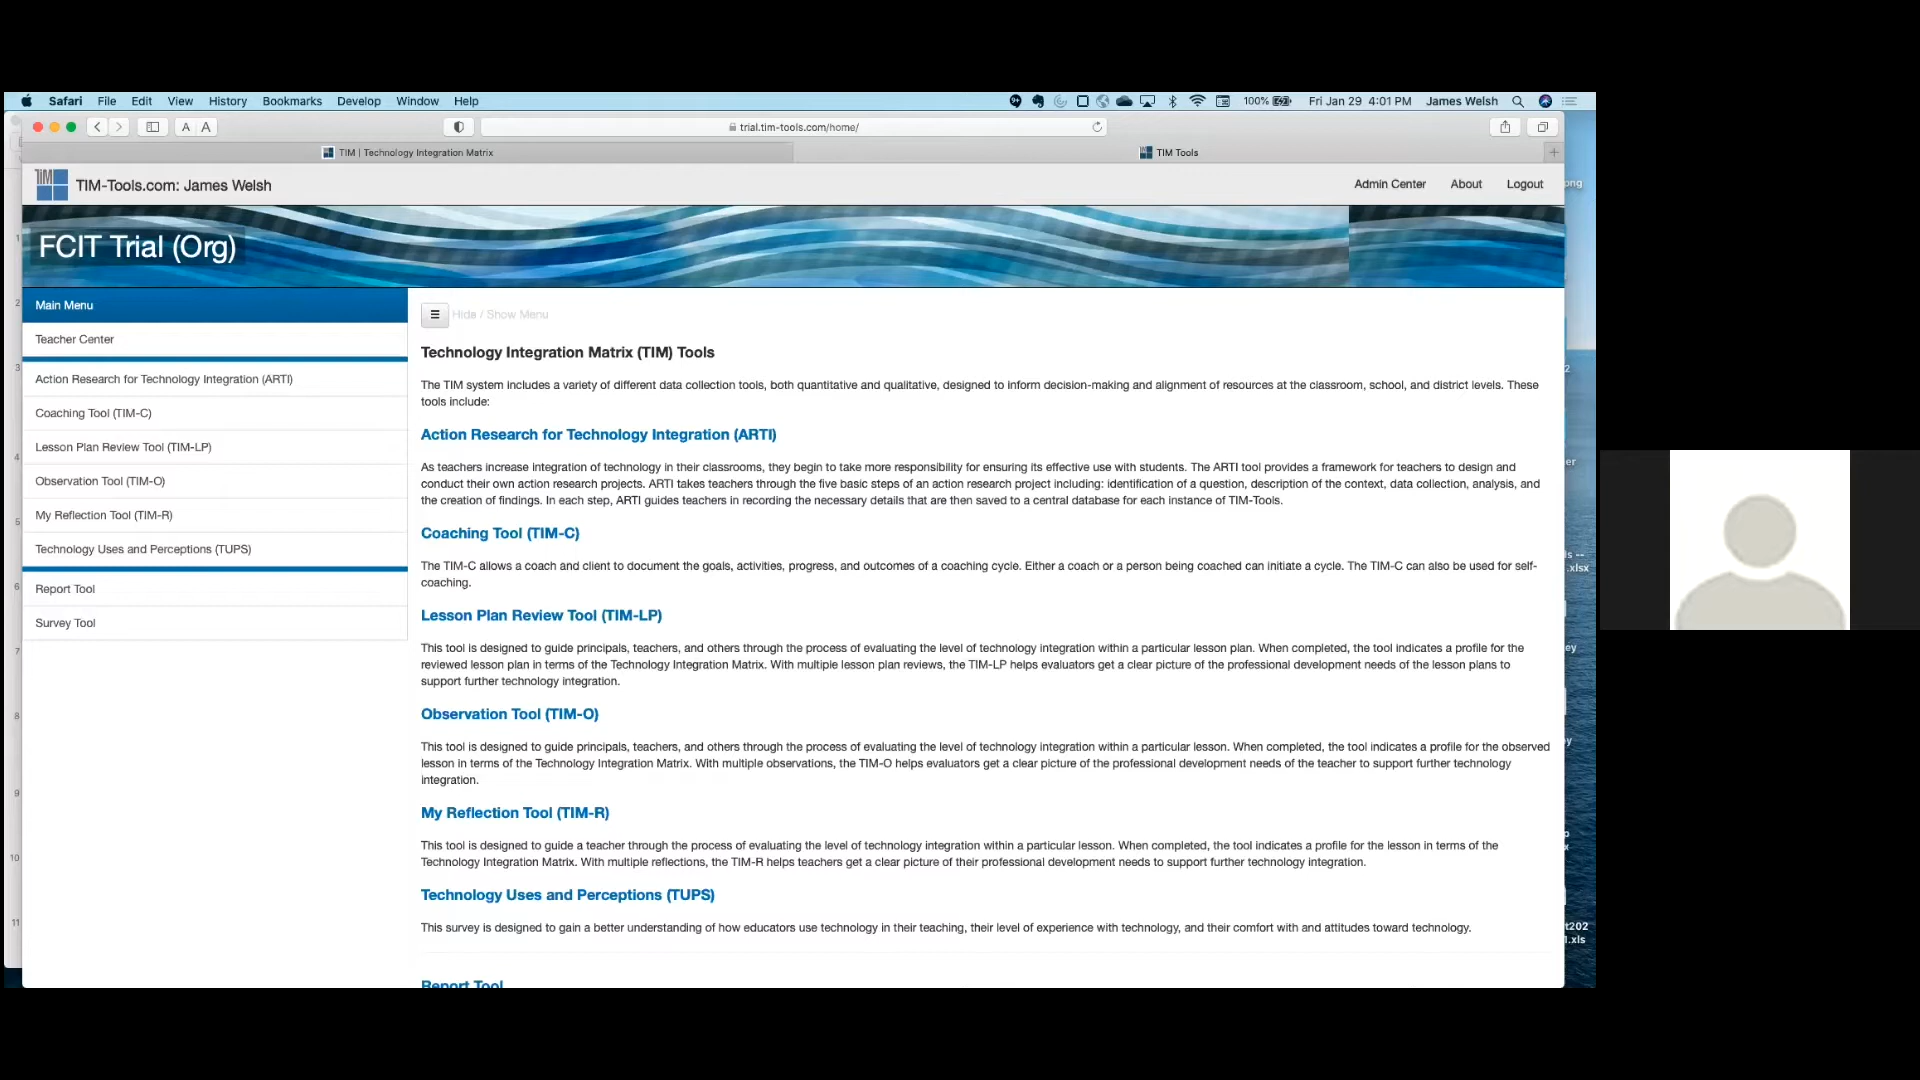 Safari File Edit View History Bookmarks Develop Window Help 100% Fri Jan 29 4:01 PM James Welsh
A A trial.tim-tools.com/home/
TIM | Technology Integration Matrix TIM Tools
TIM TIM-Tools.com: James Welsh Admin Center About Logout
FCIT Trial (Org)
Main Menu
Teacher Center
Action Research for Technology Integration (ARTI)
Coaching Tool (TIM-C)
Lesson Plan Review Tool (TIM-LP)
Observation Tool (TIM-O)
My Reflection Tool (TIM-R)
Technology Uses and Perceptions (TUPS)
Report Tool
Survey Tool
Hide / Show Menu
Technology Integration Matrix (TIM) Tools
The TIM system includes a variety of different data collection tools, both quantitative and qualitative, designed to inform decision-making and alignment of resources at the classroom, school, and district levels. These
tools include:
Action Research for Technology Integration (ARTI)
As teachers increase integration of technology in their classrooms, they begin to take more responsibility for ensuring its effective use with students. The ARTI tool provides a framework for teachers to design and
conduct their own action research projects. ARTI takes teachers through the five basic steps of an action research project including: identification of a question, description of the context, data collection, analysis, and
the creation of findings. In each step, ARTI guides teachers in recording the necessary details that are then saved to a central database for each instance of TIM-Tools.
Coaching Tool (TIM-C)
The TIM-C allows a coach and client to document the goals, activities, progress, and outcomes of a coaching cycle. Either a coach or a person being coached can initiate a cycle. The TIM-C can also be used for self-
coaching.
Lesson Plan Review Tool (TIM-LP)
This tool is designed to guide principals, teachers, and others through the process of evaluating the level of technology integration within a particular lesson plan. When completed, the tool indicates a profile for the
reviewed lesson plan in terms of the Technology Integration Matrix. With multiple lesson plan reviews, the TIM-LP helps evaluators get a clear picture of the professional development needs of the lesson plans to
support further technology integration.
Observation Tool (TIM-O)
This tool is designed to guide principals, teachers, and others through the process of evaluating the level of technology integration within a particular lesson. When completed, the tool indicates a profile for the observed
lesson in terms of the Technology Integration Matrix. With multiple observations, the TIM-O helps evaluators get a clear picture of the professional development needs of the teacher to support further technology
integration.
My Reflection Tool (TIM-R)
This tool is designed to guide a teacher through the process of evaluating the level of technology integration within a particular lesson. When completed, the tool indicates a profile for the lesson in terms of the
Technology Integration Matrix. With multiple reflections, the TIM-R helps teachers get a clear picture of their professional development needs to support further technology integration.
Technology Uses and Perceptions (TUPS)
This survey is designed to gain a better understanding of how educators use technology in their teaching, their level of experience with technology, and their comfort with and attitudes toward technology.
Report Tool